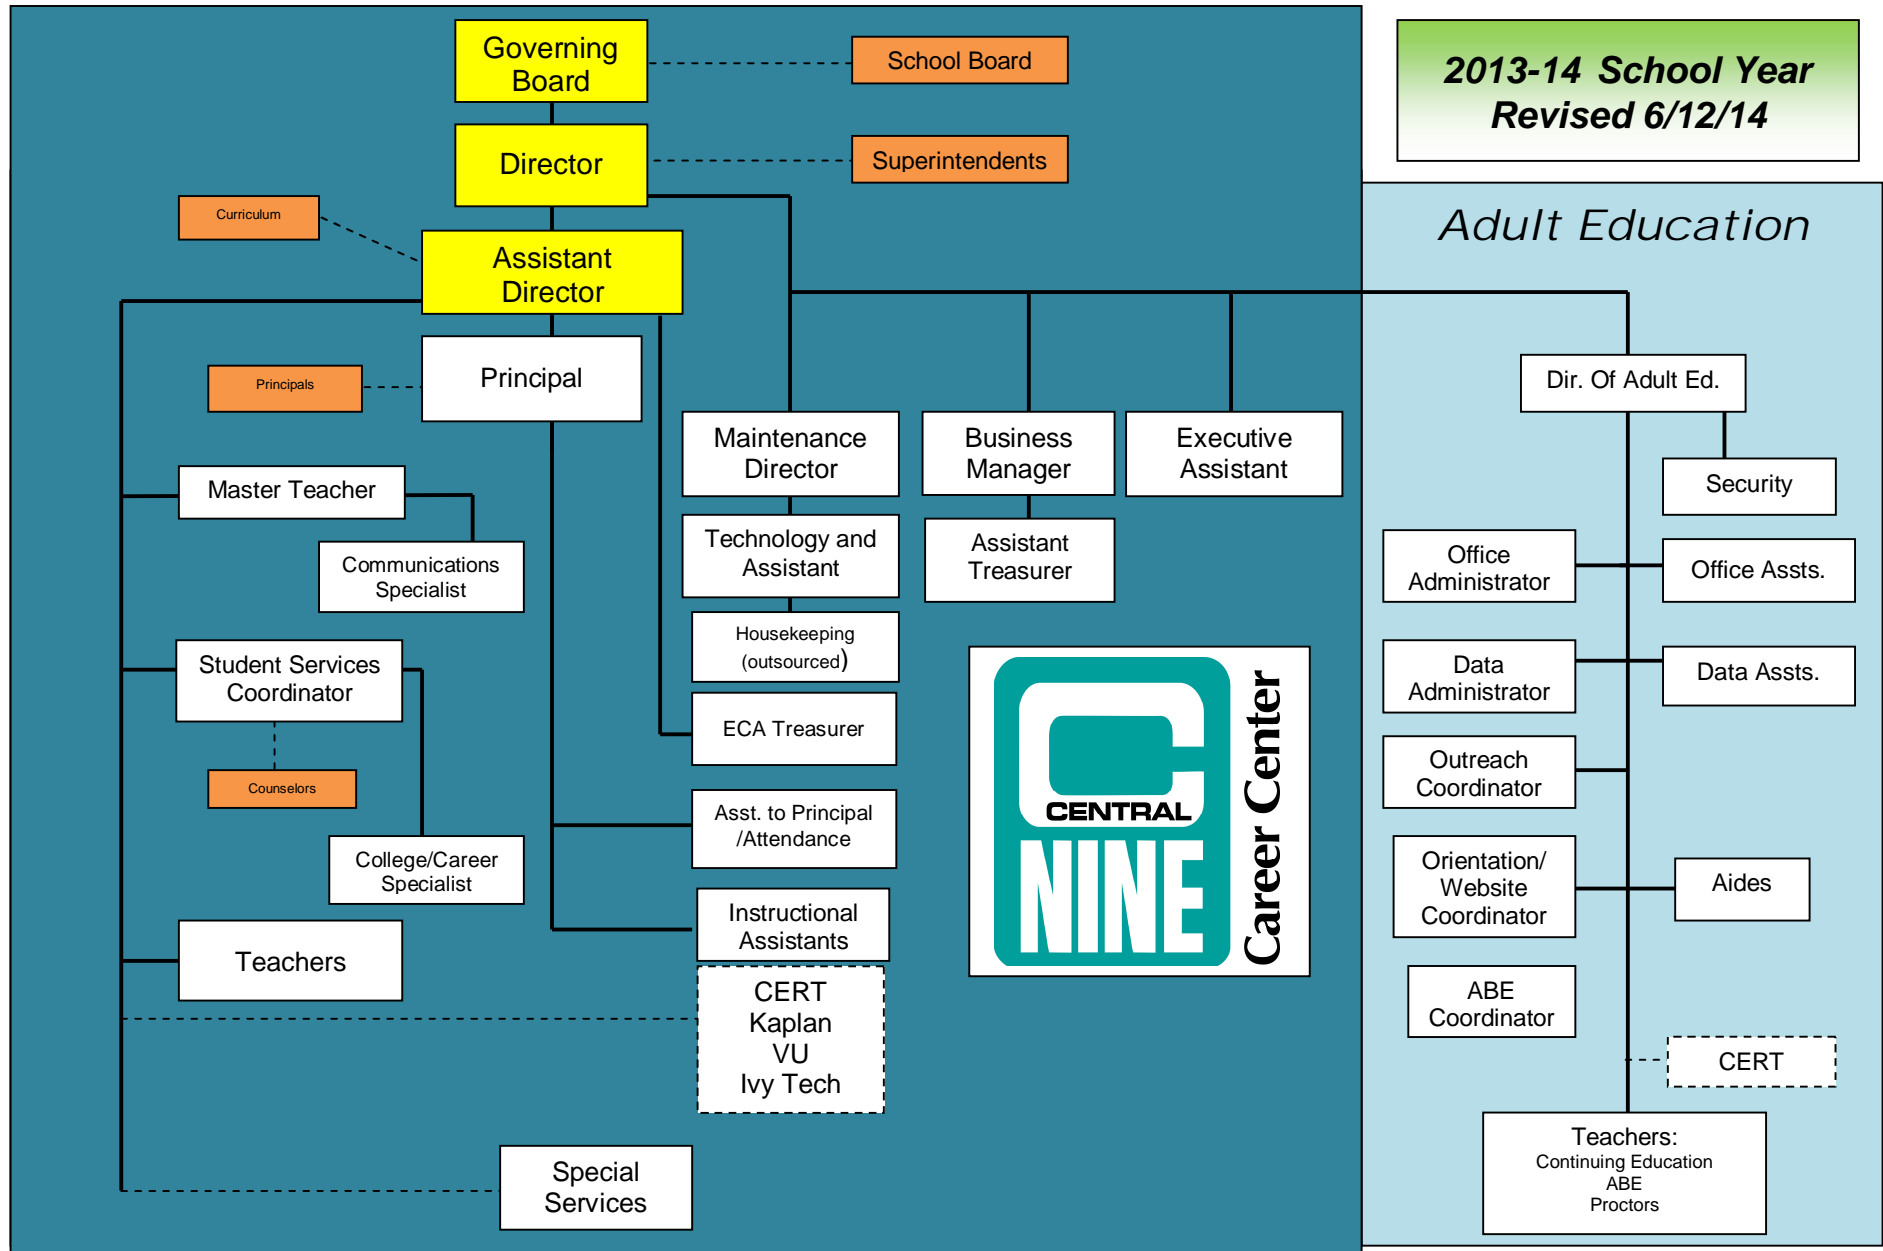 Governing
Board
School Board
2013-14 School Year
Revised 6/12/14
Director
Superintendents
Curriculum
Adult Education
Assistant
Director
Principals
Principal
Dir. Of Adult Ed.
Maintenance
Director
Business
Manager
Executive
Assistant
Security
Master Teacher
Communications
Specialist
Technology and
Assistant
Assistant
Treasurer
Office
Administrator
Office Assts.
Housekeeping
(outsourced)
Student Services
Coordinator
Data
Administrator
Data Assts.
ECA Treasurer
Counselors
Outreach
Coordinator
Asst. to Principal
/Attendance
College/Career
Specialist
Orientation/
Website
Coordinator
Aides
Instructional
Assistants
Teachers
C
CENTRAL
NINE
Career Center
CERT
Kaplan
VU
Ivy Tech
ABE
Coordinator
CERT
Special
Services
Teachers:
Continuing Education
ABE
Proctors